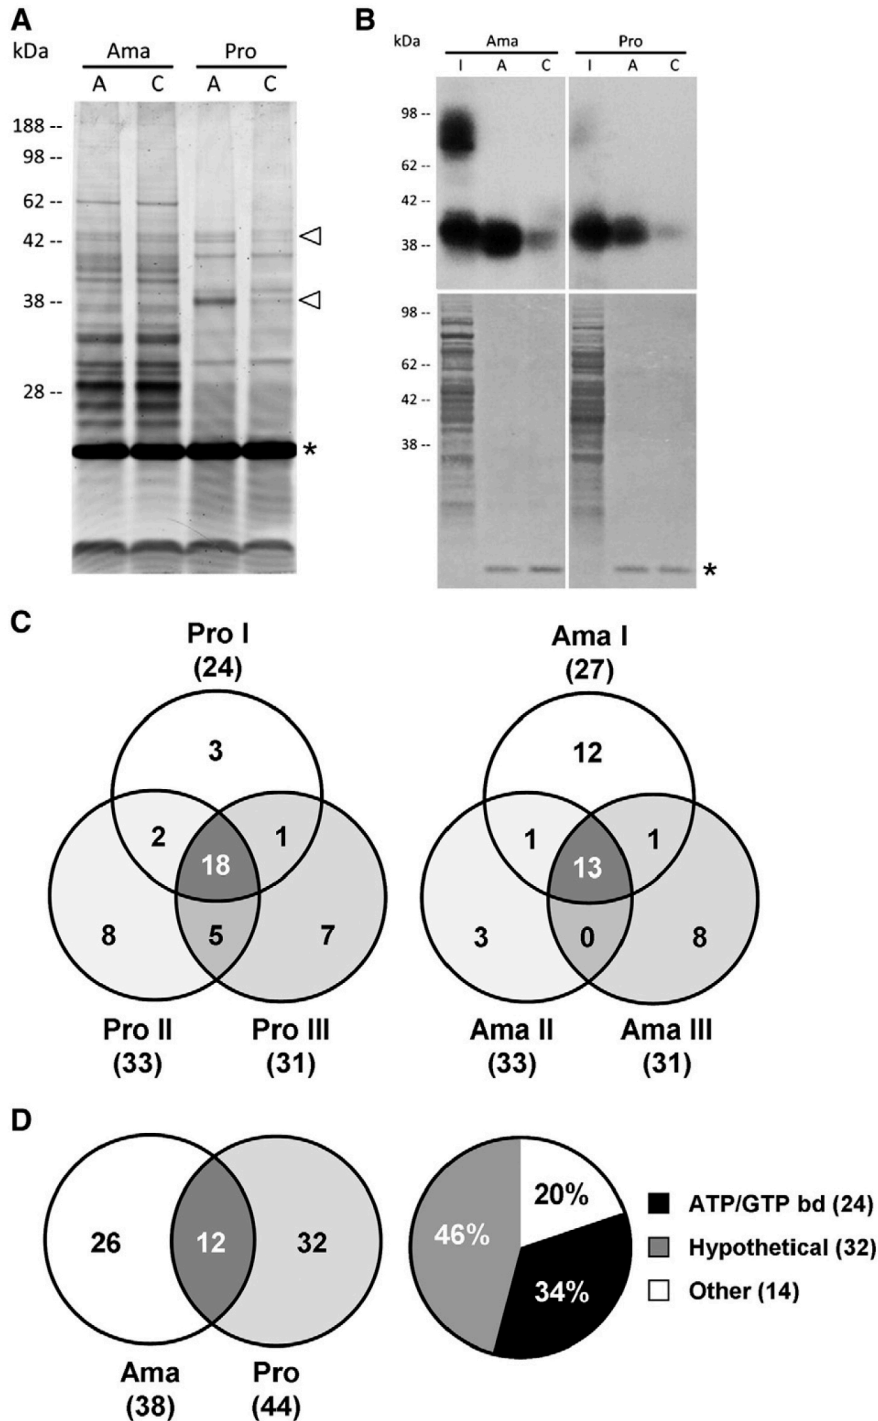 A
kDa
Ama
Pro
A C A C
188 --
98 --
62 --
42 --
38 --
28 --
*
B
kDa
Ama
Pro
I A C I A C
98 --
62 --
42 --
38 --
98 --
62 --
42 --
38 --
*
C
Pro I
(24)
3
2
1
18
8
5
7
Pro II
(33)
Pro III
(31)
Ama I
(27)
12
1
1
13
3
0
8
Ama II
(33)
Ama III
(31)
D
26
12
32
Ama
(38)
Pro
(44)
20%
46%
34%
ATP/GTP bd (24)
Hypothetical (32)
Other (14)